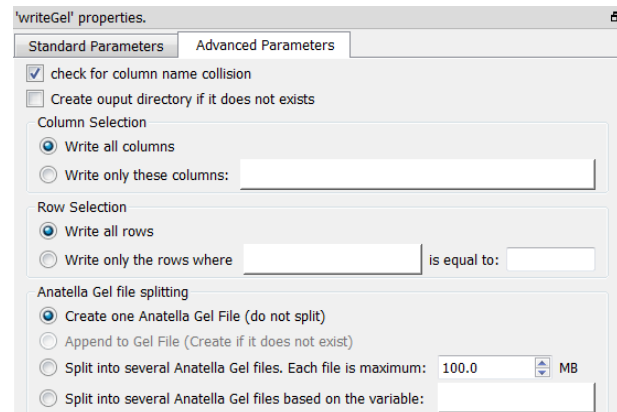 'writeGel' properties.
Standard Parameters Advanced Parameters
check for column name collision
Create ouput directory if it does not exists
Column Selection
Write all columns
Write only these columns:
Row Selection
Write all rows
Write only the rows where is equal to:
Anatella Gel file splitting
Create one Anatella Gel File (do not split)
Append to Gel File (Create if it does not exist)
Split into several Anatella Gel files. Each file is maximum: 100.0 MB
Split into several Anatella Gel files based on the variable: